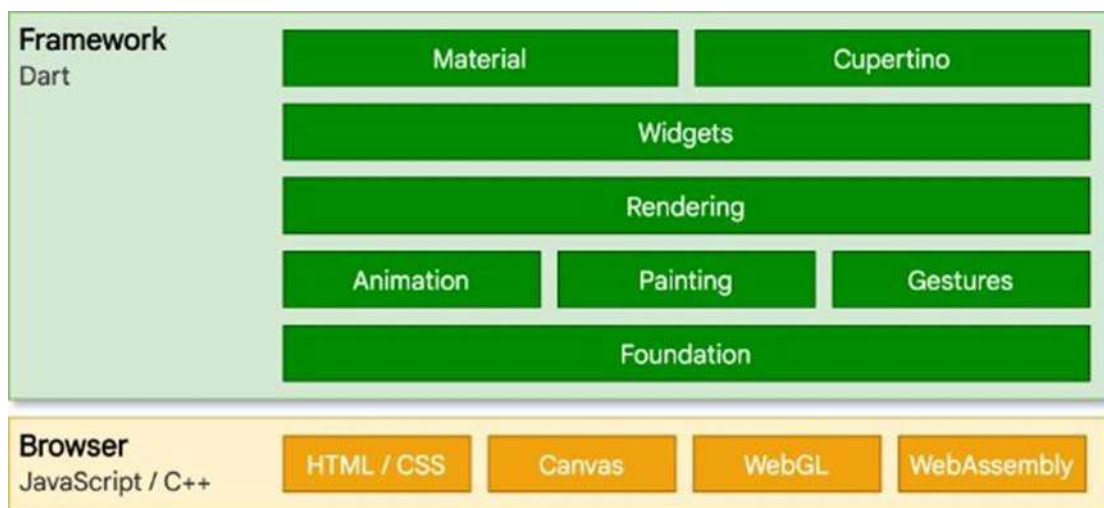 Framework
Dart
Material Cupertino
Widgets
Rendering
Animation Painting Gestures
Foundation
Browser
JavaScript / C++
HTML / CSS Canvas WebGL WebAssembly